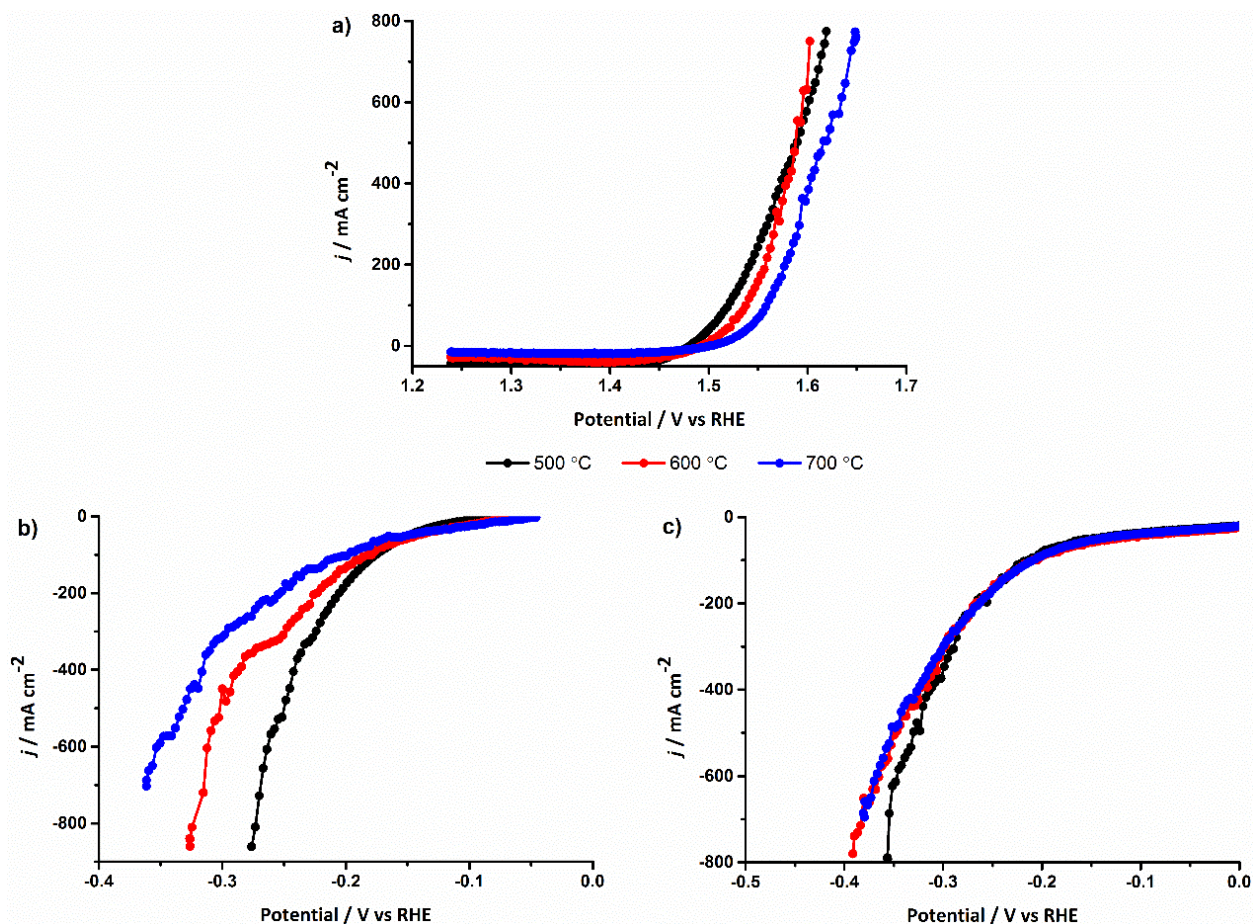 a)
800
600
400
200
0
j / mA cm⁻²
1.2 1.3 1.4 1.5 1.6 1.7
Potential / V vs RHE
500 °C 600 °C 700 °C
b)
0
-200
-400
-600
-800
j / mA cm⁻²
-0.4 -0.3 -0.2 -0.1 0.0
Potential / V vs RHE
c)
0
-200
-400
-600
-800
j / mA cm⁻²
-0.5 -0.4 -0.3 -0.2 -0.1 0.0
Potential / V vs RHE